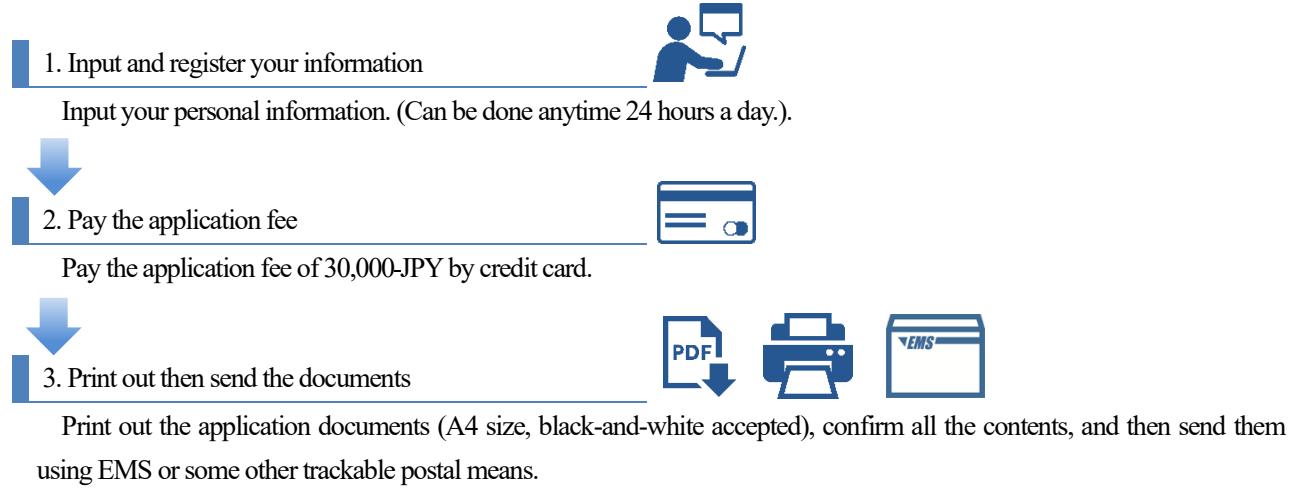 1. Input and register your information
Input your personal information. (Can be done anytime 24 hours a day.).
2. Pay the application fee
Pay the application fee of 30,000-JPY by credit card.
PDF
EMS
3. Print out then send the documents
Print out the application documents (A4 size, black-and-white accepted), confirm all the contents, and then send them
using EMS or some other trackable postal means.